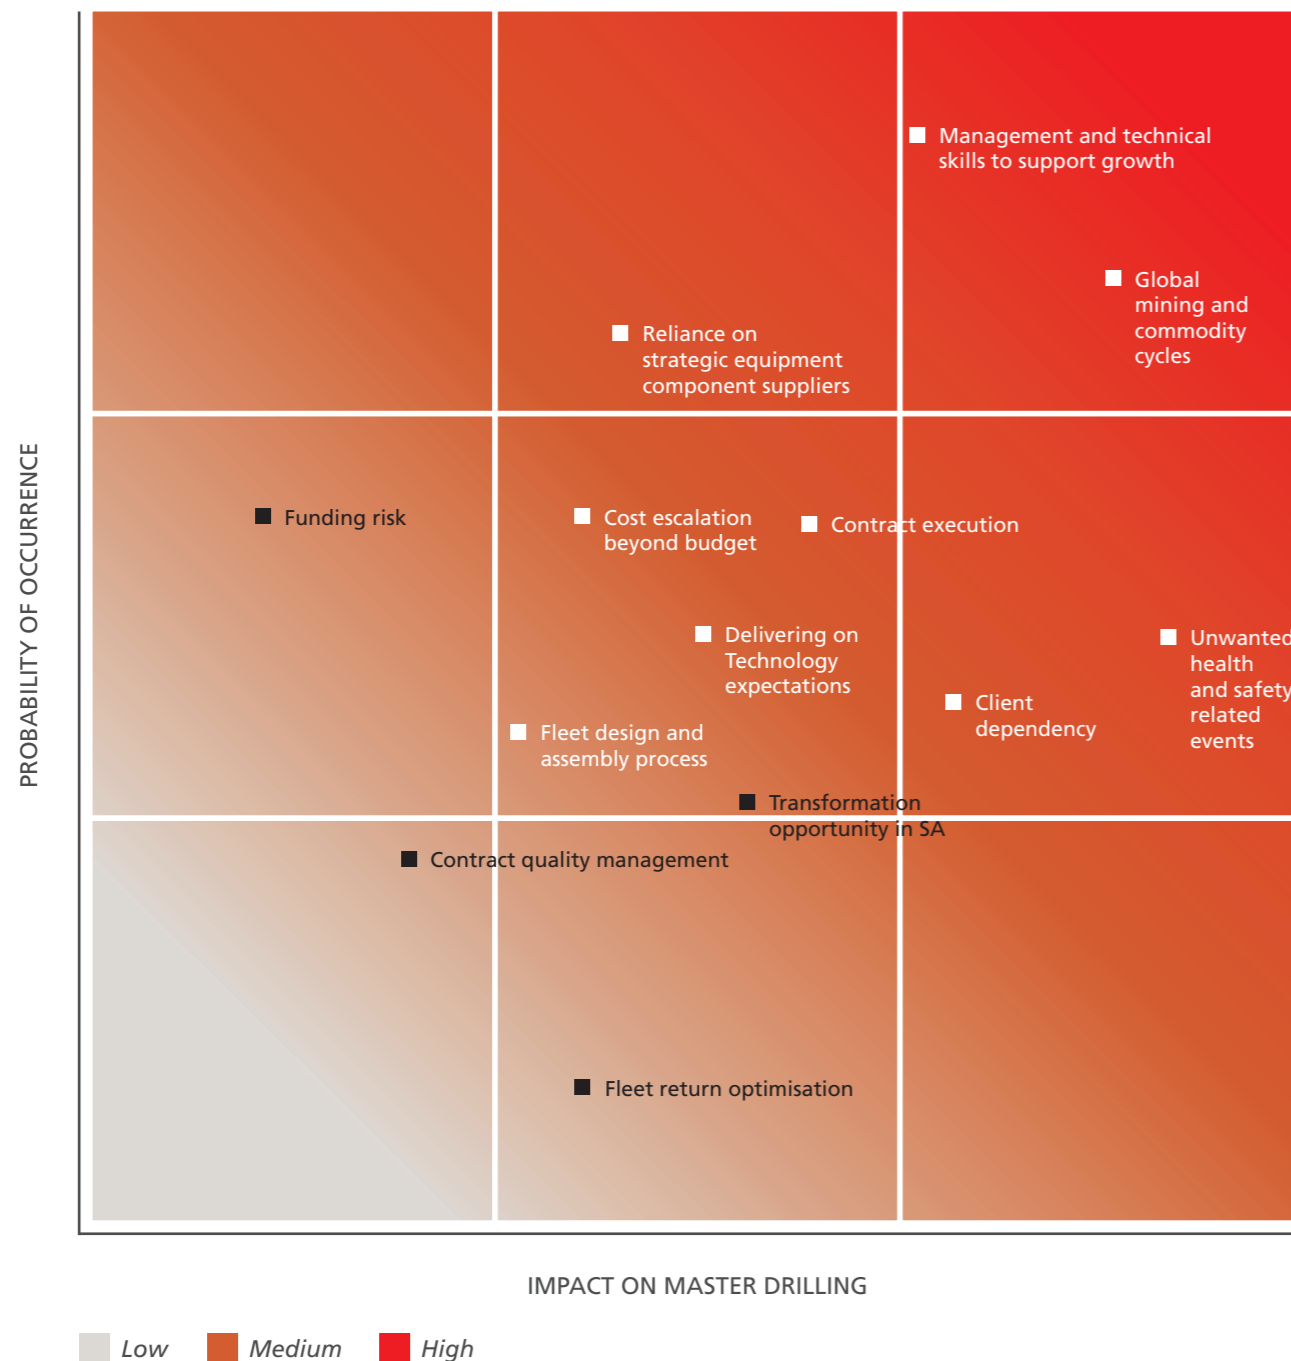 Management and technical
skills to support growth
Global
mining and
commodity
cycles
Reliance on
strategic equipment
component suppliers
PROBABILITY OF OCCURRENCE
Funding risk
Cost escalation
beyond budget
Contract execution
Delivering on
Technology
expectations
Unwanted
health
and safety
related
events
Client
dependency
Fleet design and
assembly process
Transformation
opportunity in SA
Contract quality management
Fleet return optimisation
IMPACT ON MASTER DRILLING
Low Medium High